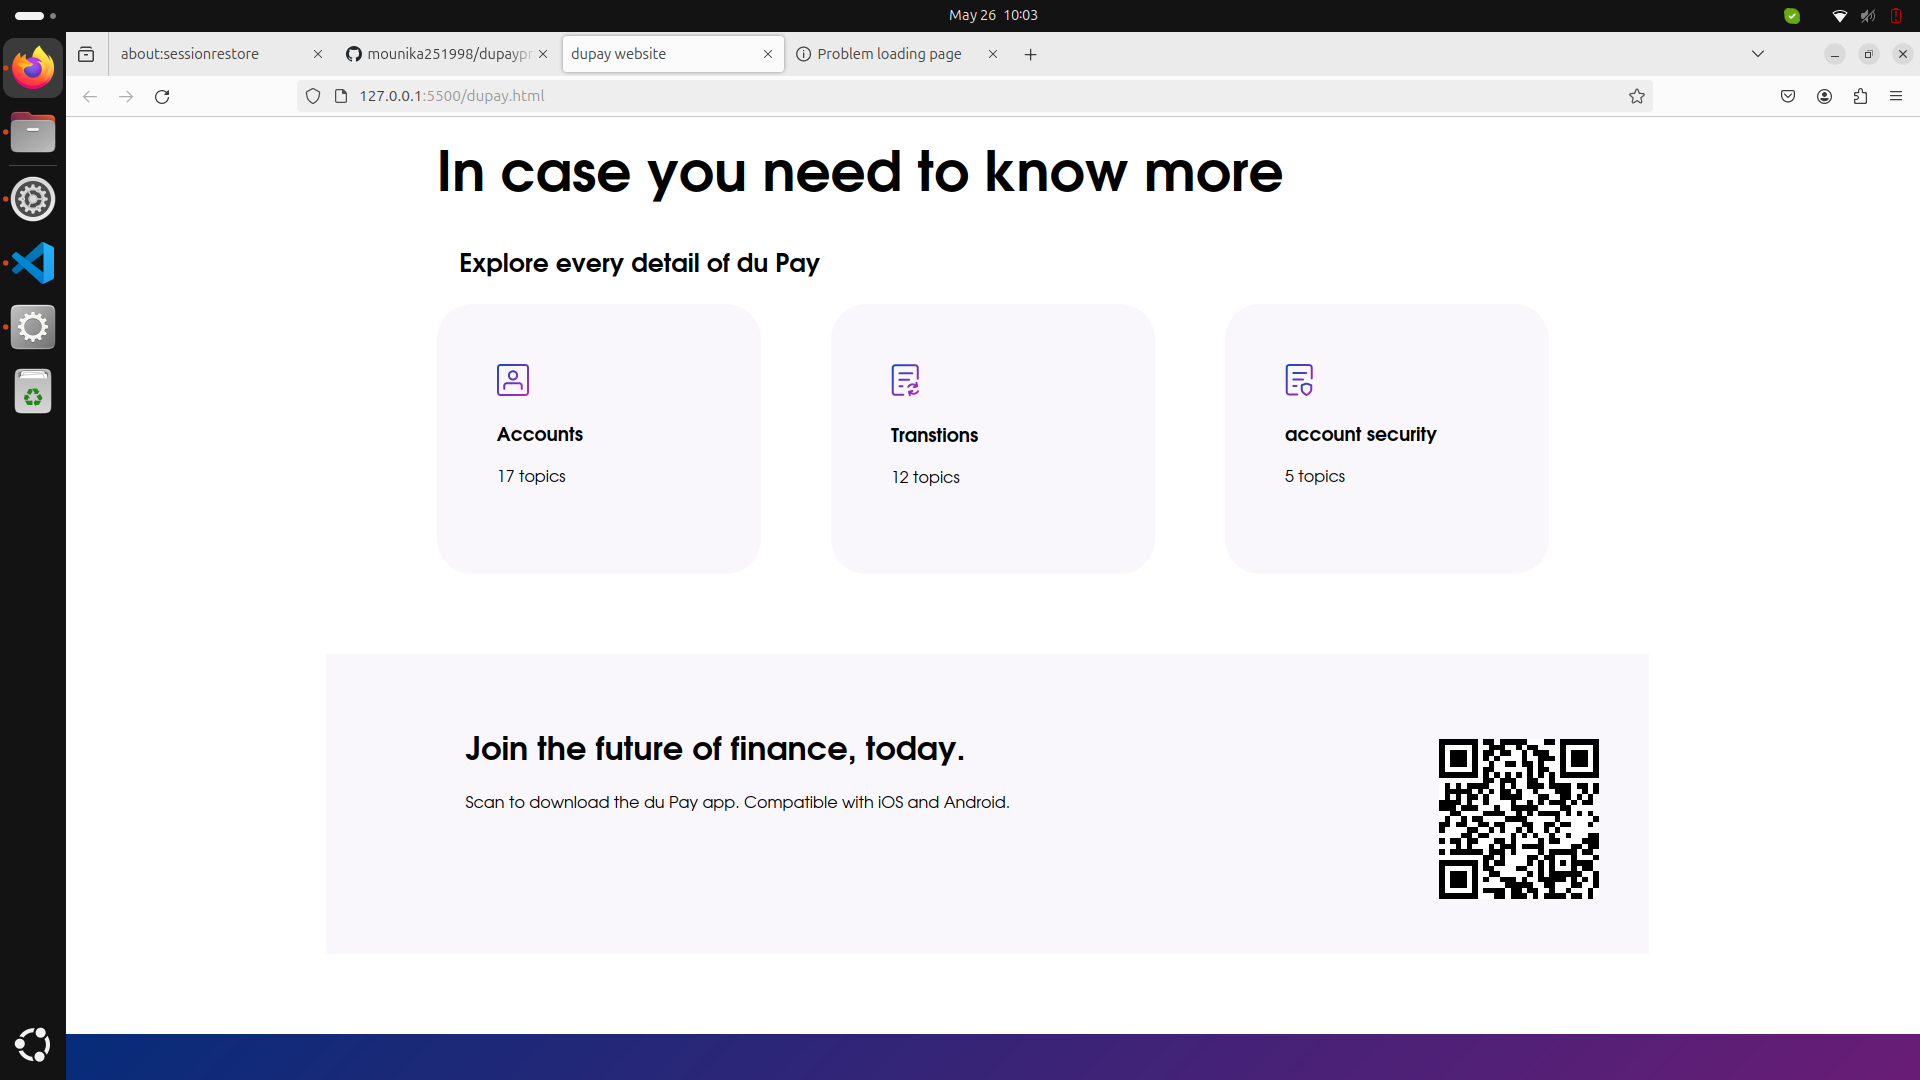 May 26 10:03
about:sessionrestore
mounika251998/dupaypr
dupay website
Problem loading page
127.0.0.1:5500/dupay.html
In case you need to know more
Explore every detail of du Pay
Accounts
17 topics
Transtions
12 topics
account security
5 topics
Join the future of finance, today.
Scan to download the du Pay app. Compatible with iOS and Android.